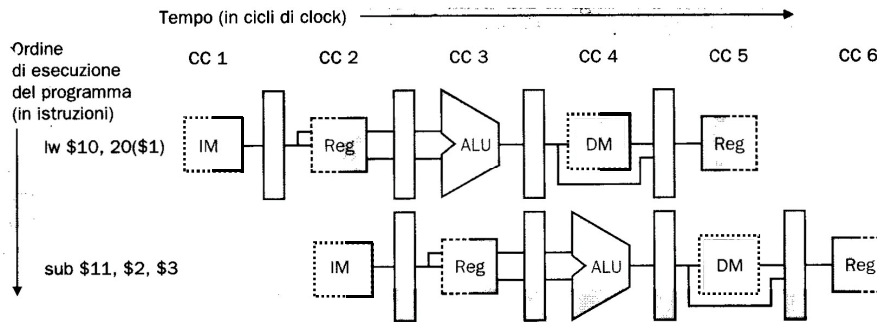 Tempo (in cicli di clock)
Ordine
di esecuzione
del programma
(in istruzioni)
CC 1 CC 2 CC 3 CC 4 CC 5 CC 6
lw $10, 20($1)
IM Reg ALU DM Reg
sub $11, $2, $3
IM Reg ALU DM Reg